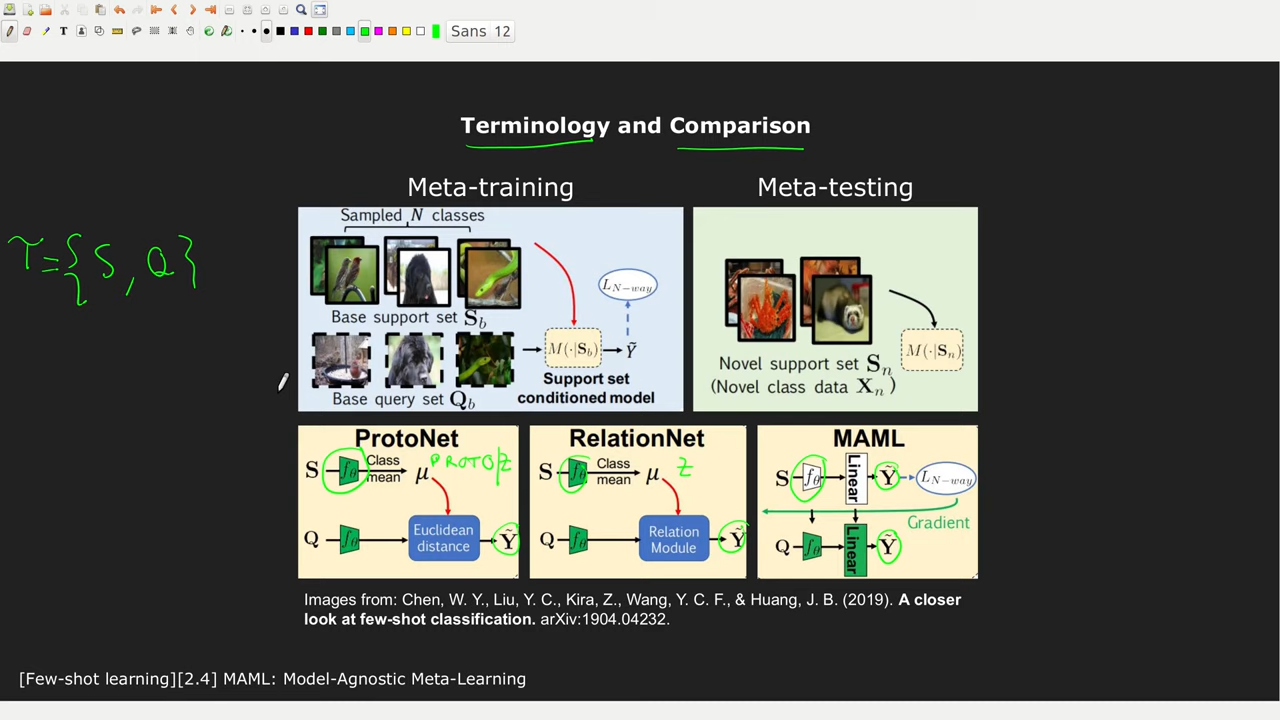 Sans 12
Terminology and Comparison
Meta-training
Meta-testing
Sampled N classes
Base support set S_b
Base query set Q_b
M(·|S_b)
Ỹ
L_{N-way}
Support set
conditioned model
Novel support set S_n
(Novel class data X_n)
M(·|S_n)
τ = { S, Q }
ProtoNet
S f_θ Class mean μ PROTO/Z
Q f_θ Euclidean distance Ỹ
RelationNet
S f_θ Class mean μ Z
Q f_θ Relation Module Ỹ
MAML
S f_θ Linear Ỹ L_{N-way}
Gradient
Q f_θ Linear Ỹ
Images from: Chen, W. Y., Liu, Y. C., Kira, Z., Wang, Y. C. F., & Huang, J. B. (2019). A closer
look at few-shot classification. arXiv:1904.04232.
[Few-shot learning][2.4] MAML: Model-Agnostic Meta-Learning